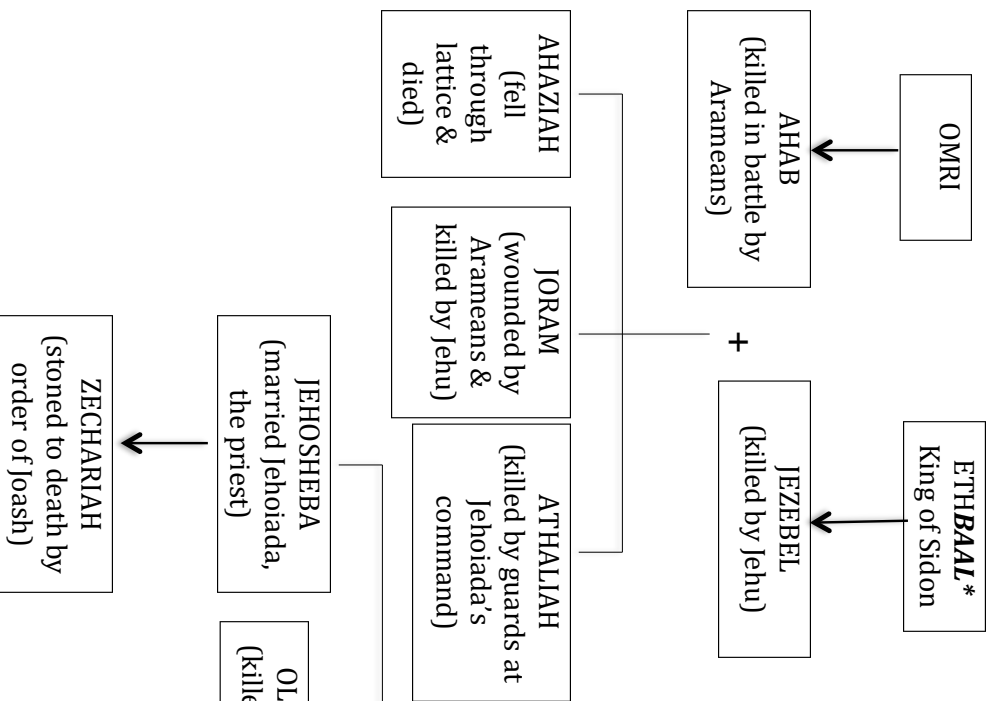 OMRI
ETHBAAL*
King of Sidon
AHAB
(killed in battle by
Arameans)
+
JEZEBEL
(killed by Jehu)
AHAZIAH
(fell
through
lattice &
died)
JORAM
(wounded by
Arameans &
killed by Jehu)
ATHALIAH
(killed by guards at
Jehoiada's
command)
JEHOSHEBA
(married Jehoiada,
the priest)
ZECHARIAH
(stoned to death by
order of Joash)